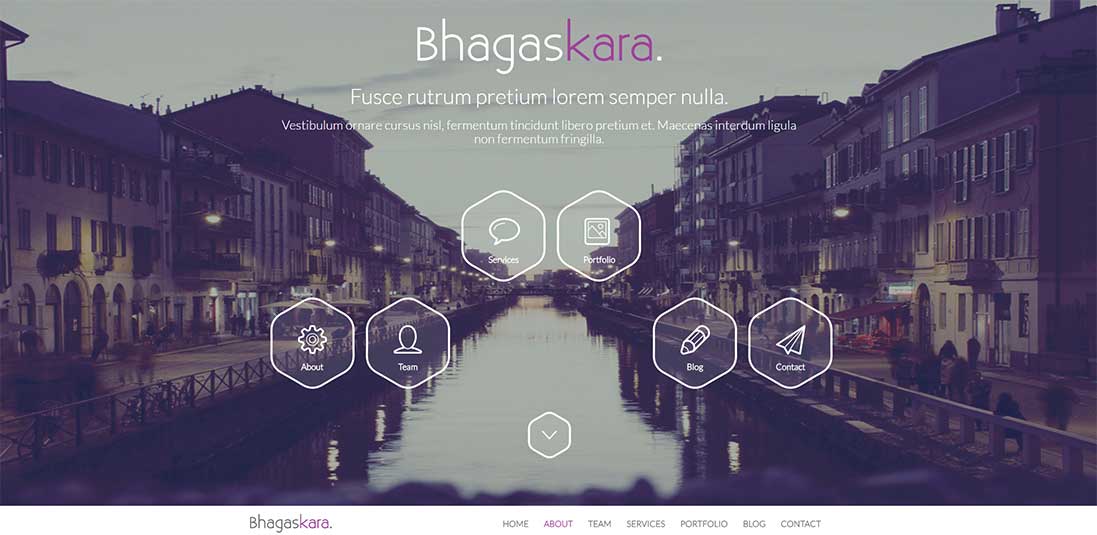 Bhagaskara.
Fusce rutrum pretium lorem semper nulla.
Vestibulum ornare cursus nisl, fermentum tincidunt libero pretium et. Maecenas interdum ligula
non fermentum fringilla.
Services
Portfolio
About
Team
Blog
Contact
Bhagaskara.
HOME ABOUT TEAM SERVICES PORTFOLIO BLOG CONTACT